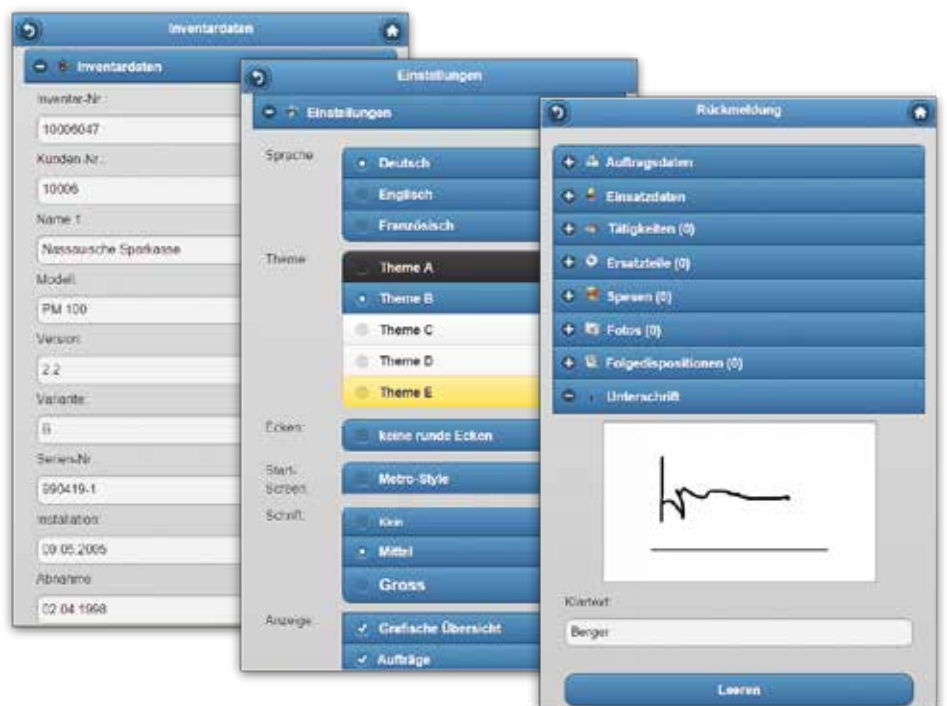 Inventardaten
Inventardaten
Inventar-Nr.:
10006047
Kunden-Nr.:
10006
Name 1:
Nassauische Sparkasse
Modell:
PM 100
Version:
2.2
Variante:
B
Serien-Nr.:
990419-1
Installation:
09.05.2005
Abnahme:
02.04.1998
Einstellungen
Einstellungen
Sprache:
Deutsch
Englisch
Französisch
Theme:
Theme A
Theme B
Theme C
Theme D
Theme E
Ecken:
keine runde Ecken
Start-
Screen:
Metro-Style
Schrift:
Klein
Mittel
Gross
Anzeige:
Grafische Übersicht
Aufträge
Rückmeldung
Auftragsdaten
Einsatzdaten
Tätigkeiten (0)
Ersatzteile (0)
Spesen (0)
Fotos (0)
Folgedispositionen (0)
Unterschrift
Klartext:
Berger
Leeren